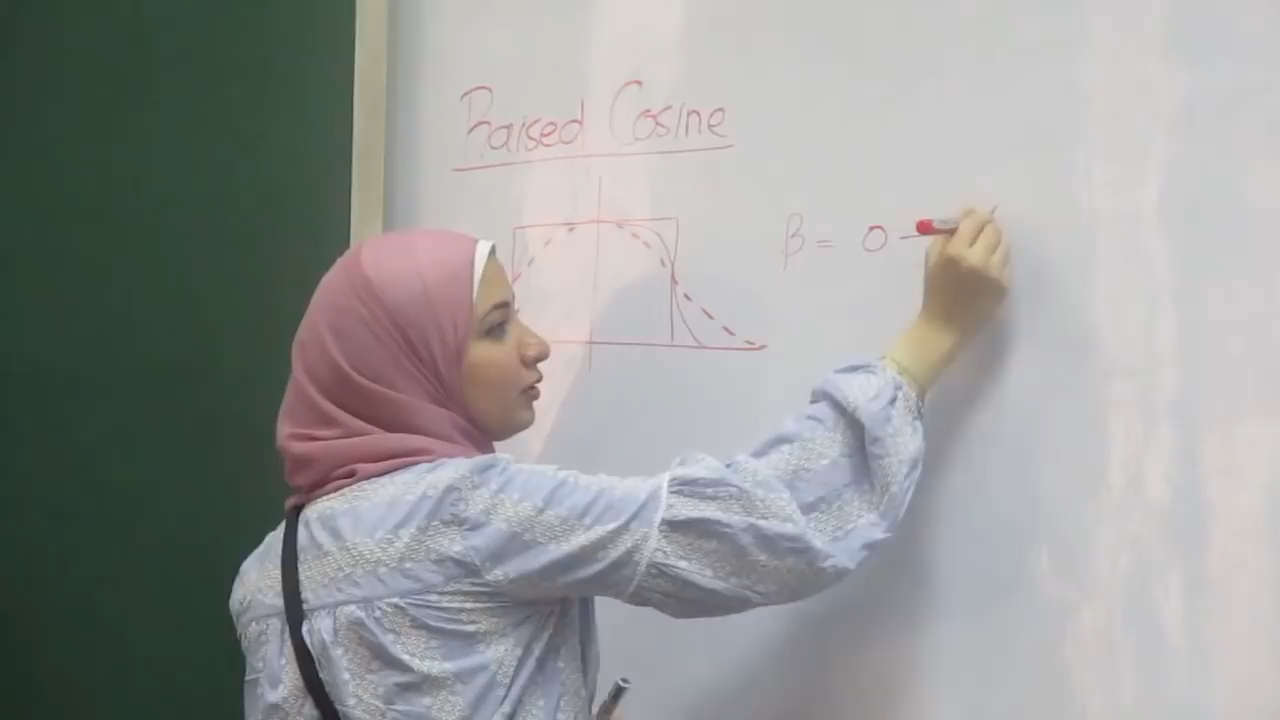 Raised Cosine
β = 0